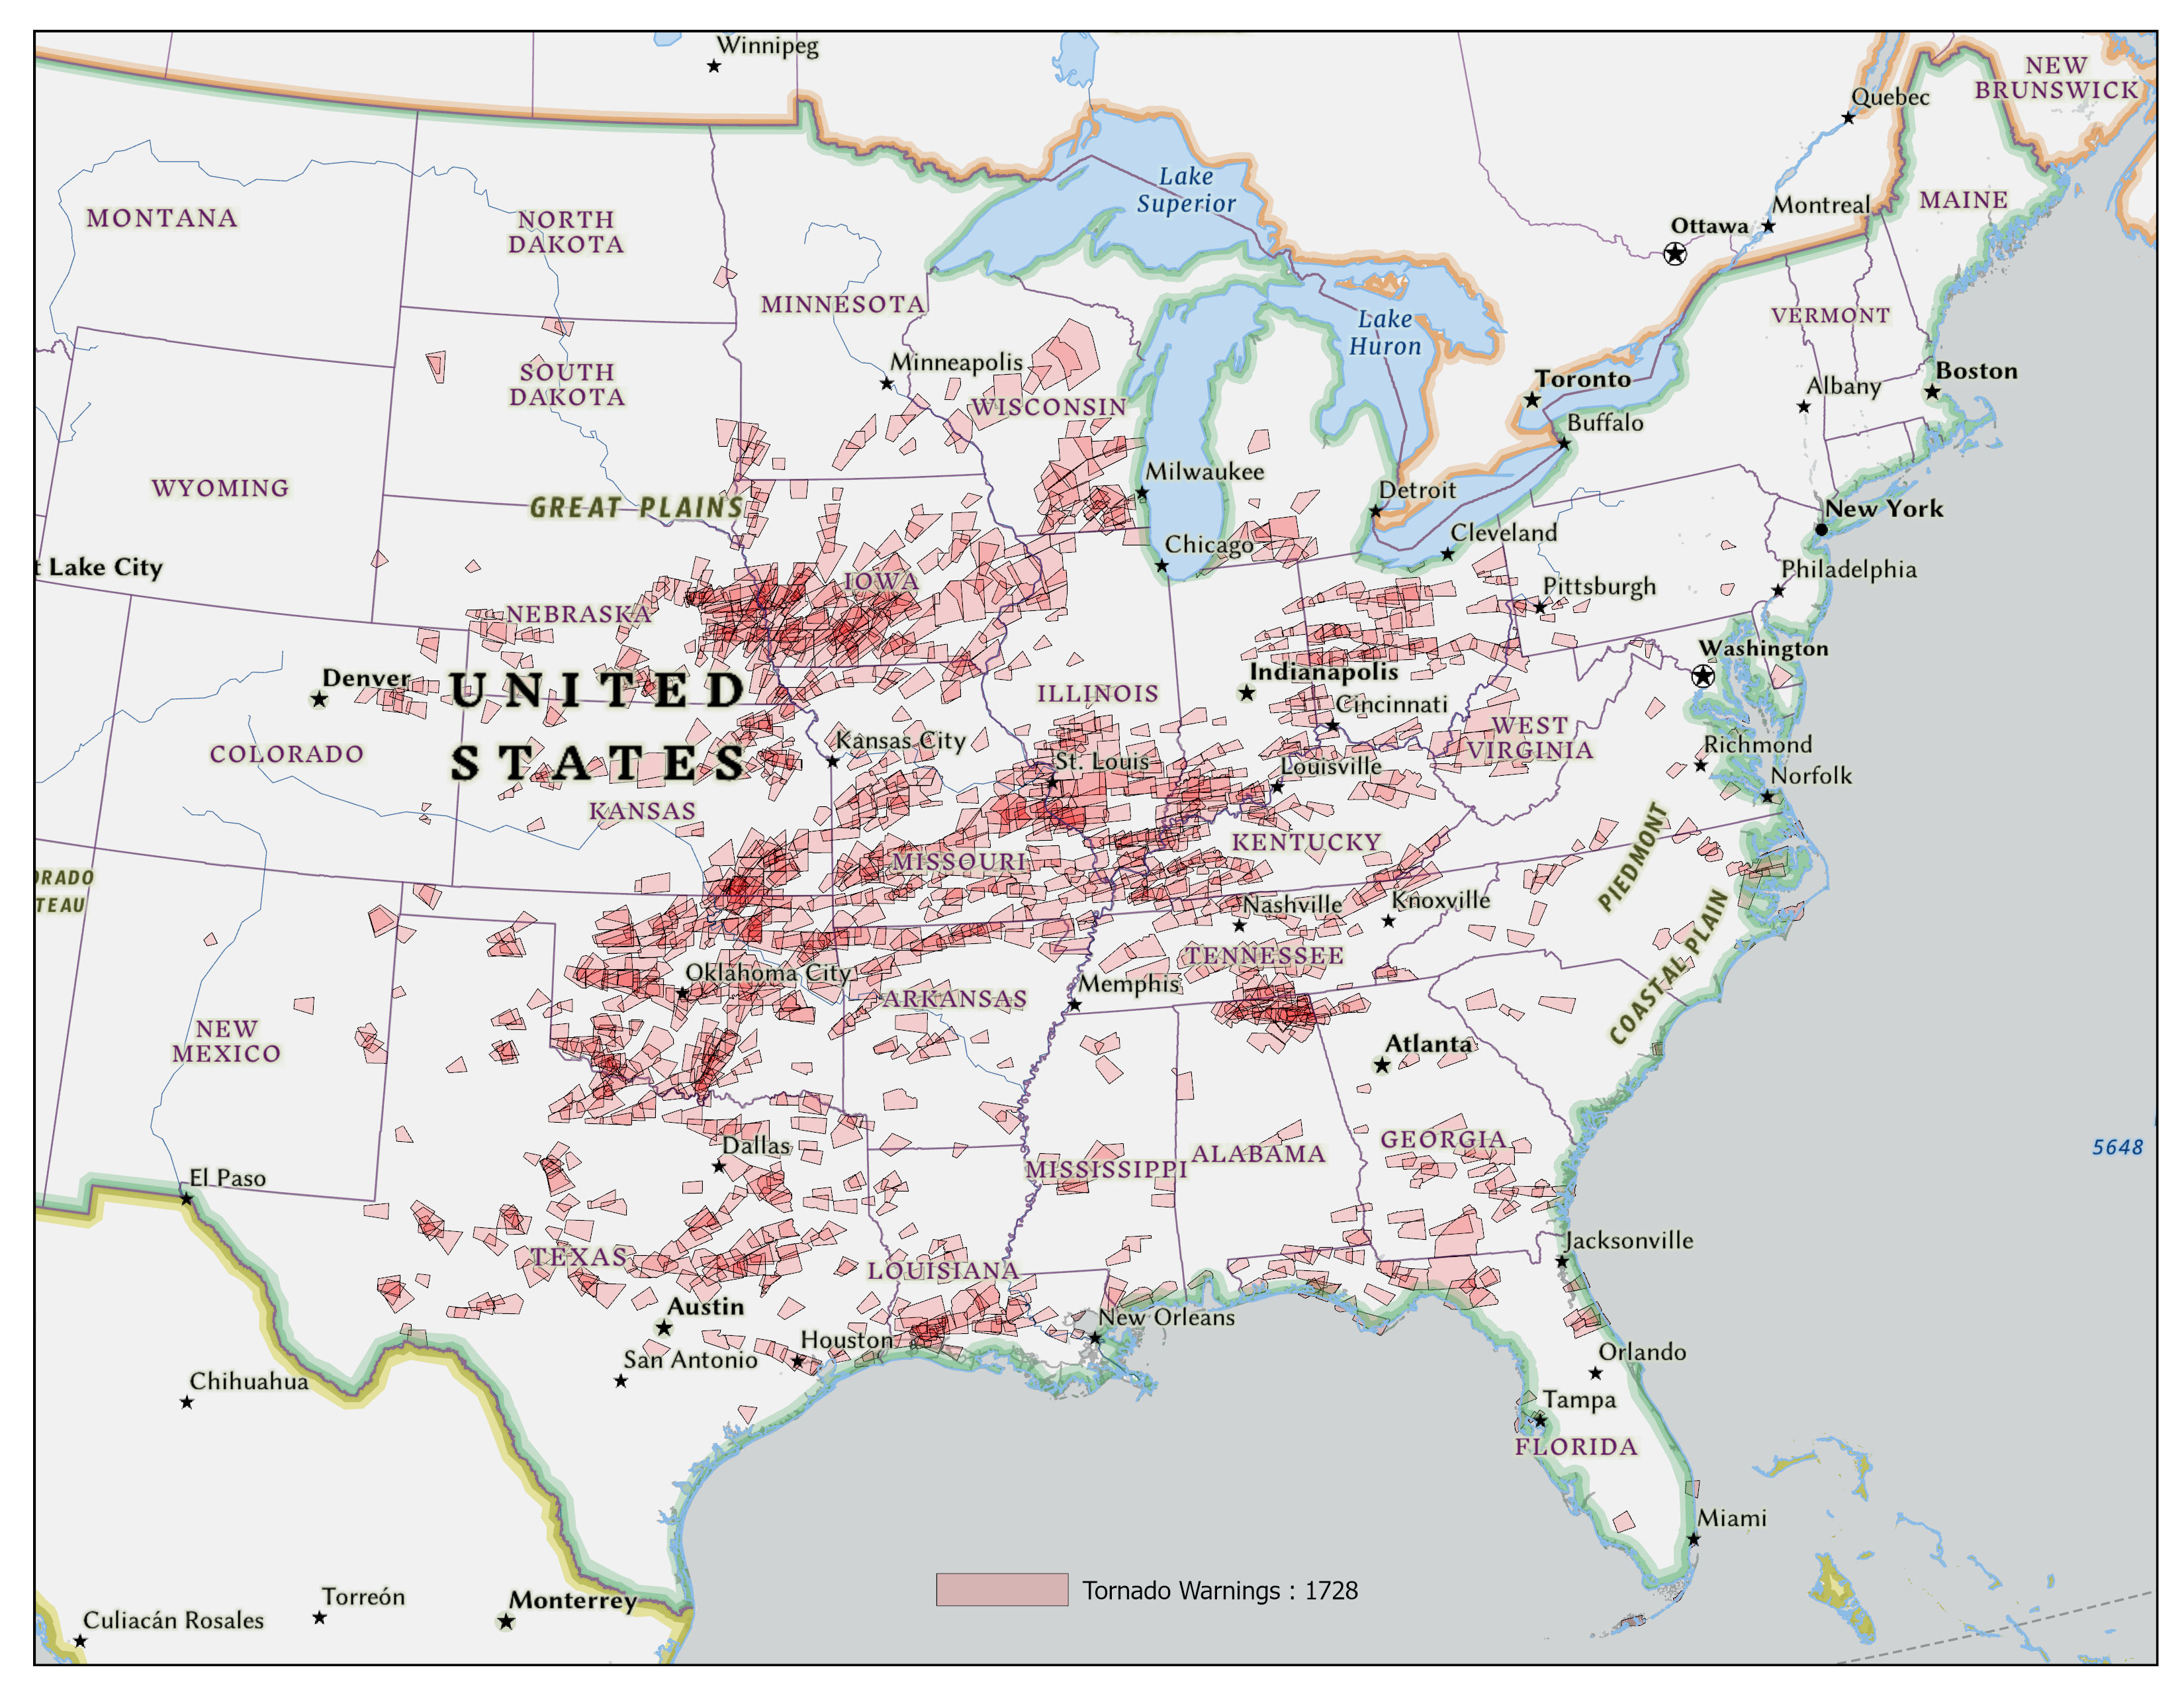 Winnipeg
NEW
BRUNSWICK
Quebec
Lake
Superior
MONTANA
NORTH
DAKOTA
Montreal
MAINE
Ottawa
MINNESOTA
Lake
Huron
VERMONT
Minneapolis
SOUTH
DAKOTA
Toronto
Boston
Albany
WISCONSIN
Buffalo
Milwaukee
WYOMING
GREAT PLAINS
Detroit
New York
Cleveland
Chicago
t Lake City
Philadelphia
IOWA
Pittsburgh
NEBRASKA
Washington
Indianapolis
Denver
UNITED
STATES
ILLINOIS
Cincinnati
WEST
VIRGINIA
Kansas City
COLORADO
St. Louis
Louisville
Richmond
Norfolk
KANSAS
KENTUCKY
PIEDMONT
MISSOURI
ORADO
TEAU
Nashville
Knoxville
COASTAL PLAIN
TENNESSEE
Oklahoma City
Memphis
ARKANSAS
NEW
MEXICO
Atlanta
Dallas
GEORGIA
5648
ALABAMA
MISSISSIPPI
El Paso
Jacksonville
TEXAS
LOUISIANA
Austin
New Orleans
Houston
San Antonio
Orlando
Chihuahua
Tampa
FLORIDA
Miami
Tornado Warnings : 1728
Torreón
Monterrey
Culiacán Rosales